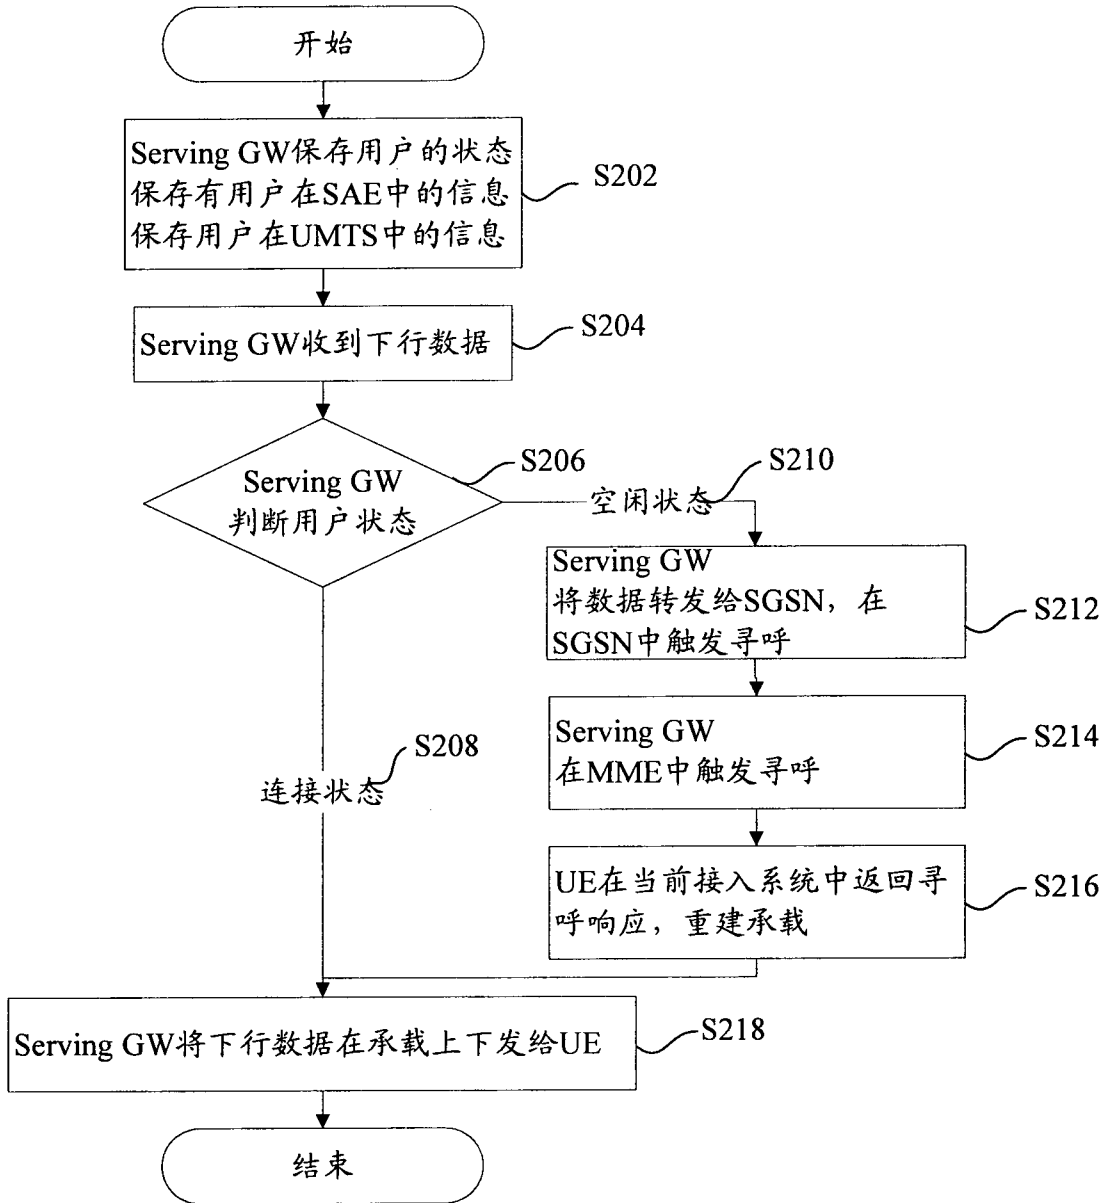 开始
Serving GW保存用户的状态
保存有用户在SAE中的信息
保存用户在UMTS中的信息
S202
Serving GW收到下行数据
S204
Serving GW
判断用户状态
S206
空闲状态
S210
Serving GW
将数据转发给SGSN，在
SGSN中触发寻呼
S212
Serving GW
在MME中触发寻呼
S214
连接状态
S208
UE在当前接入系统中返回寻
呼响应，重建承载
S216
Serving GW将下行数据在承载上下发给UE
S218
结束